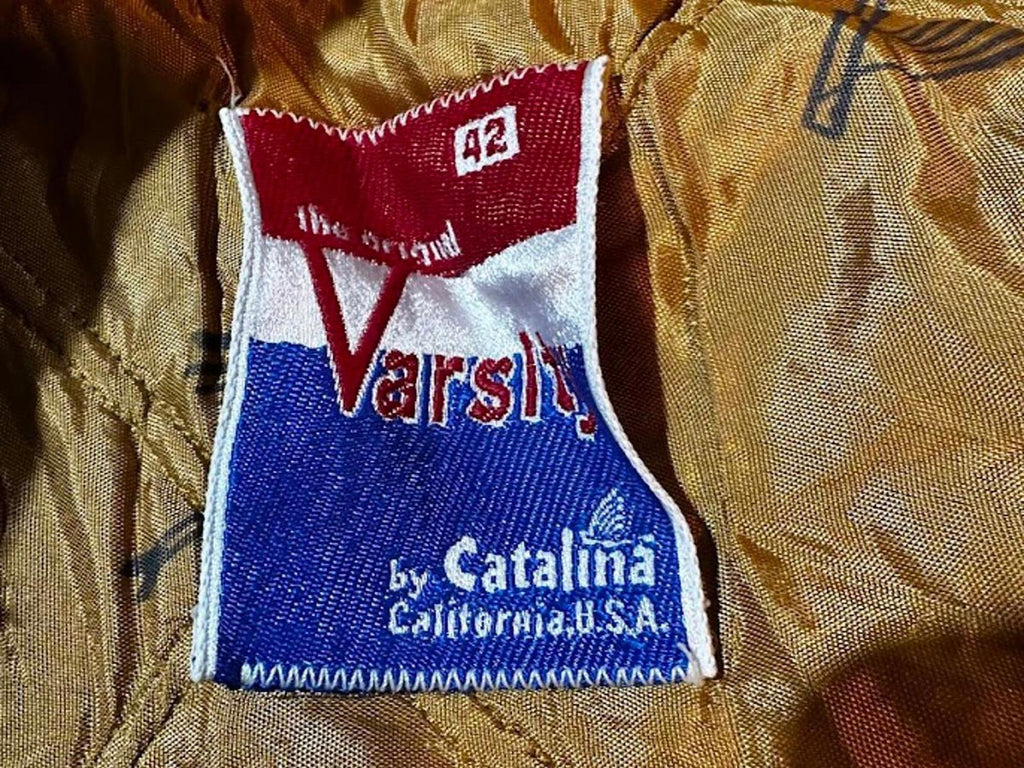 42
the original
Varsity
by Catalina
California, U.S.A.